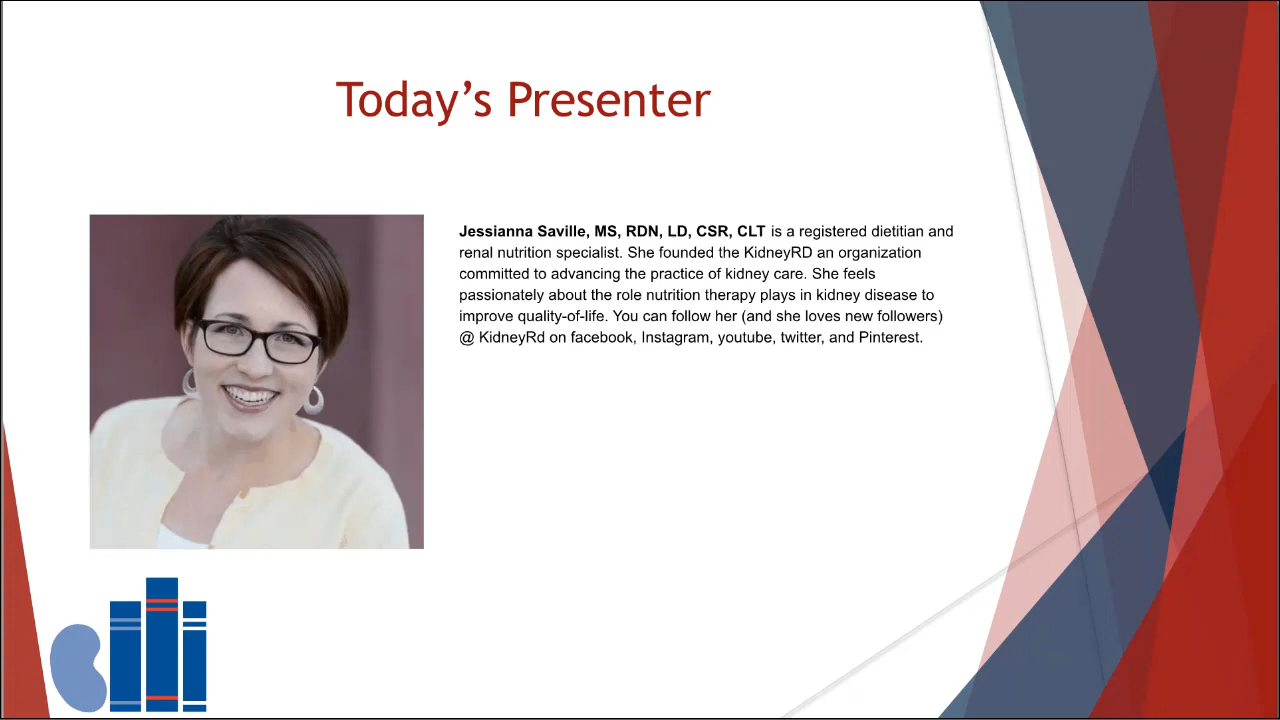 Today’s Presenter
Jessianna Saville, MS, RDN, LD, CSR, CLT is a registered dietitian and
renal nutrition specialist. She founded the KidneyRD an organization
committed to advancing the practice of kidney care. She feels
passionately about the role nutrition therapy plays in kidney disease to
improve quality-of-life. You can follow her (and she loves new followers)
@ KidneyRd on facebook, Instagram, youtube, twitter, and Pinterest.